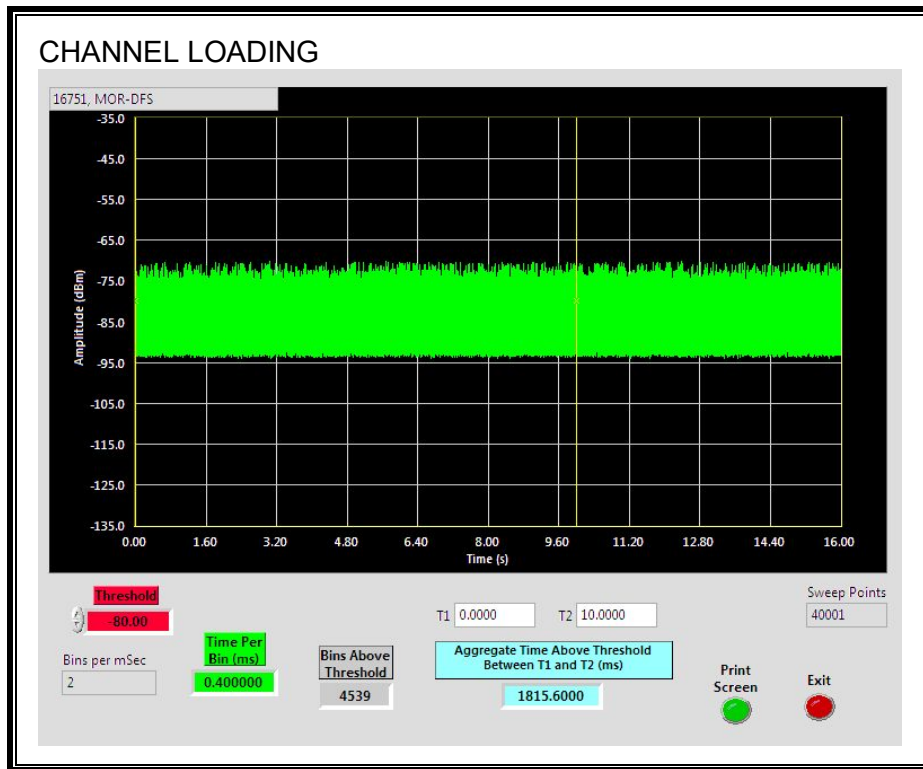 CHANNEL LOADING
16751, MOR-DFS
-35.0
-45.0
-55.0
-65.0
-75.0
-85.0
-95.0
-105.0
-115.0
-125.0
-135.0
Amplitude (dBm)
0.00 1.60 3.20 4.80 6.40 8.00 9.60 11.20 12.80 14.40 16.00
Time (s)
Threshold
-80.00
Bins per mSec
2
Time Per
Bin (ms)
0.400000
Bins Above
Threshold
4539
T1 0.0000 T2 10.0000
Aggregate Time Above Threshold
Between T1 and T2 (ms)
1815.6000
Sweep Points
40001
Print
Screen
Exit